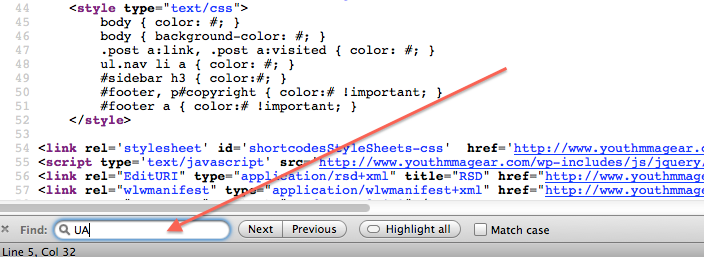 44 <style type="text/css">
45 body { color: #; }
46 body { background-color: #; }
47 .post a:link, .post a:visited { color: #; }
48 ul.nav li a { color: #; }
49 #sidebar h3 { color:#; }
50 #footer, p#copyright { color:# !important; }
51 #footer a { color:# !important; }
52 </style>
53
54 <link rel='stylesheet' id='shortcodesStyleSheets-css' href='http://www.youthmmagear.com
55 <script type='text/javascript' src='http://www.youthmmagear.com/wp-includes/js/jquery/
56 <link rel="EditURI" type="application/rsd+xml" title="RSD" href="http://www.youthmmagea
57 <link rel="wlwmanifest" type="application/wlwmanifest+xml" href="http://www.youthmmagea
Find: UA Next Previous Highlight all Match case
Line 5, Col 32